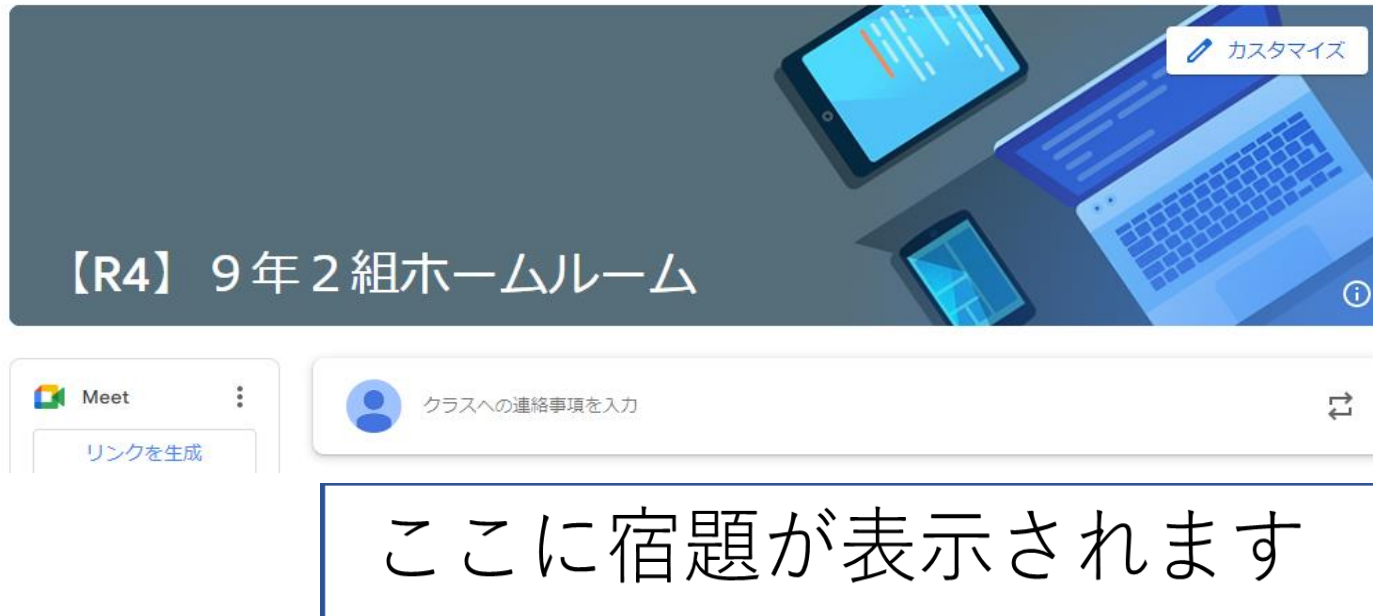 カスタマイズ
【R4】９年２組ホームルーム
Meet
クラスへの連絡事項を入力
リンクを生成
ここに宿題が表示されます